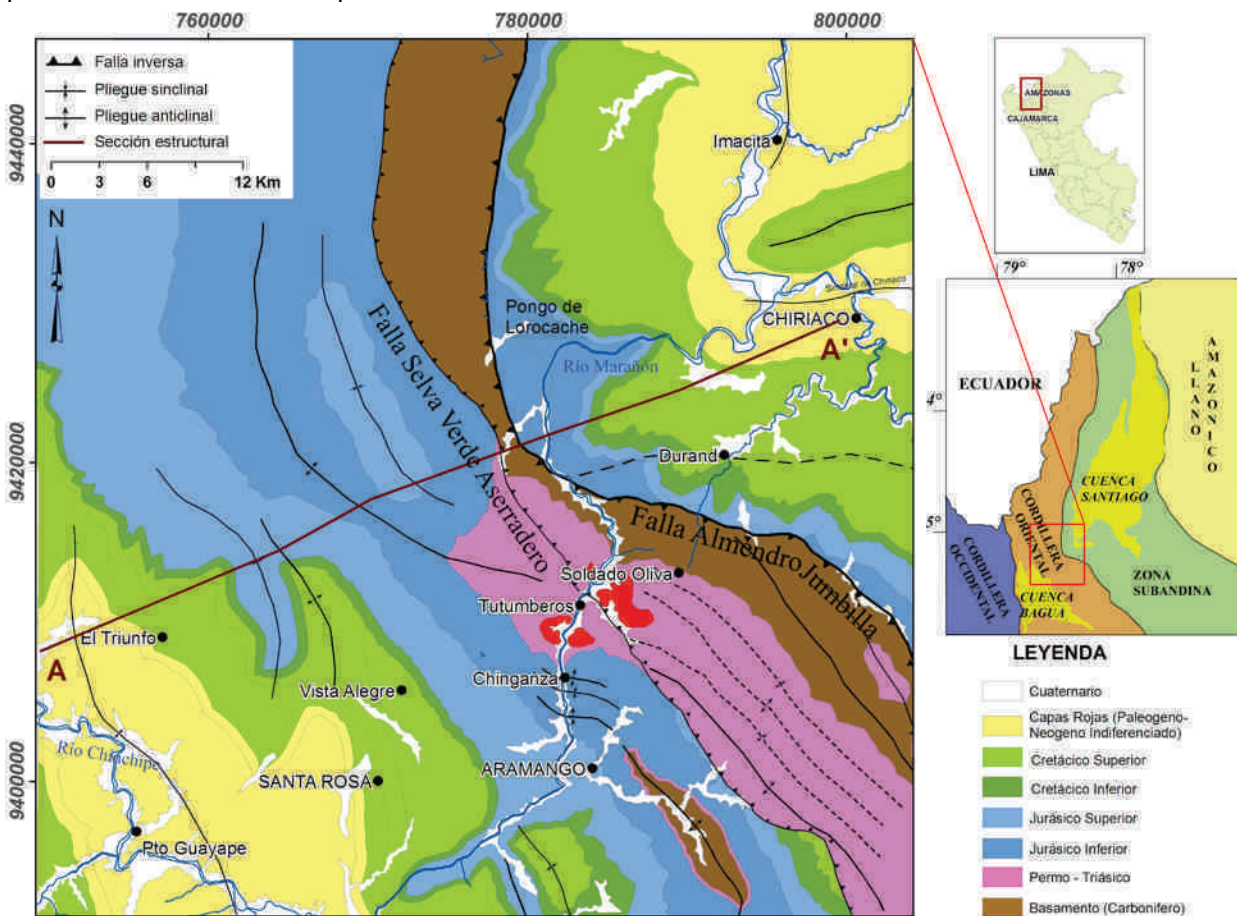 760000
780000
800000
Falla inversa
Pliegue sinclinal
Pliegue anticlinal
Sección estructural
0 3 6 12 Km
N
9440000
9420000
9400000
Imacita
Pongo de
Lorocache
CHIRIACO
A'
Río Marañón
Falla Selva Verde
Aserradero
Durand
Falla Almendro Jumbilla
Soldado Oliva
Tutumberos
El Triunfo
A
Chinganza
Vista Alegre
Río Chinchipe
SANTA ROSA
ARAMANGO
Pto Guayape
AMAZONAS
CAJAMARCA
LIMA
79°
78°
ECUADOR
4°
5°
LLANO
AMAZONICO
CUENCA
SANTIAGO
CORDILLERA
ORIENTAL
CORDILLERA
OCCIDENTAL
ZONA
SUBANDINA
CUENCA
BAGUA
LEYENDA
Cuaternario
Capas Rojas (Paleogeno-
Neogeno Indiferenciado)
Cretácico Superior
Cretácico Inferior
Jurásico Superior
Jurásico Inferior
Permo - Triásico
Basamento (Carbonifero)